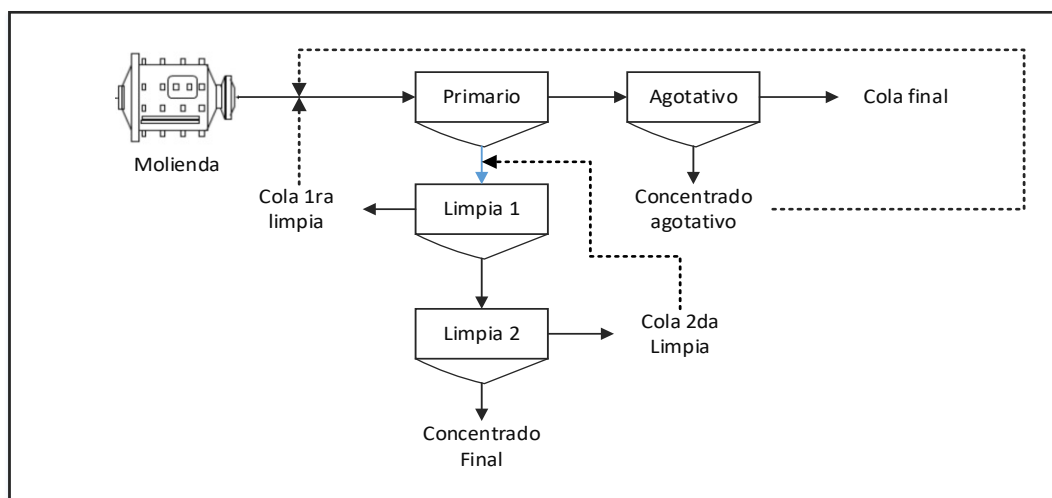 Primario
Agotativo
Cola final
Molienda
Cola 1ra
limpia
Limpia 1
Concentrado
agotativo
Limpia 2
Cola 2da
Limpia
Concentrado
Final